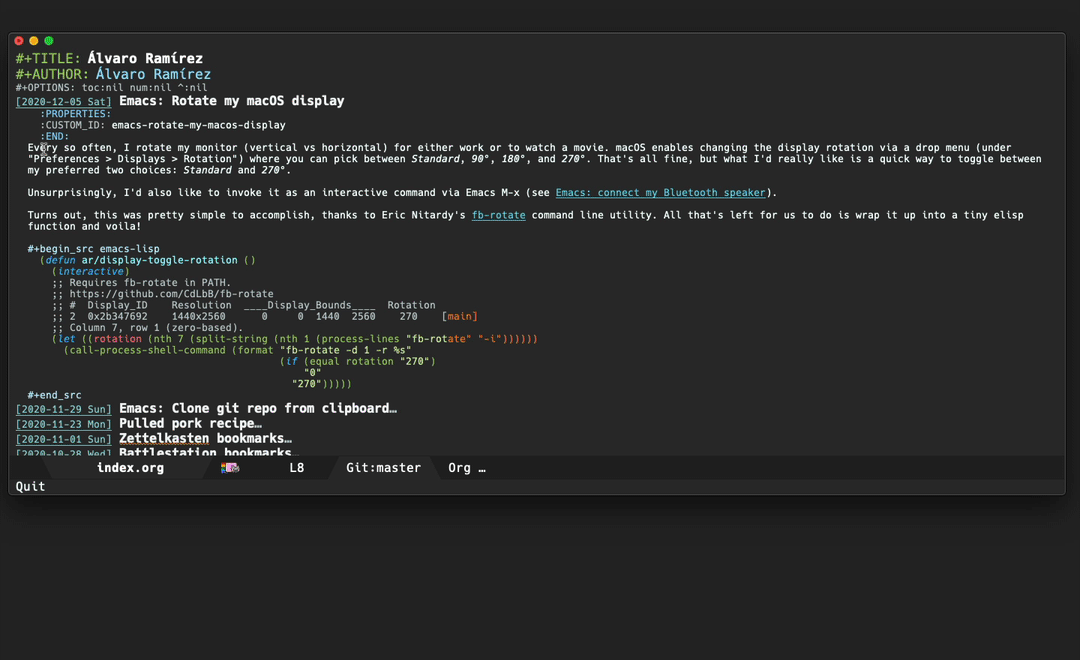 #+TITLE: Álvaro Ramírez
#+AUTHOR: Álvaro Ramírez
#+OPTIONS: toc:nil num:nil ^:nil
[2020-12-05 Sat] Emacs: Rotate my macOS display
:PROPERTIES:
:CUSTOM_ID: emacs-rotate-my-macos-display
:END:
Every so often, I rotate my monitor (vertical vs horizontal) for either work or to watch a movie. macOS enables changing the display rotation via a drop menu (under
"Preferences > Displays > Rotation") where you can pick between Standard, 90°, 180°, and 270°. That's all fine, but what I'd really like is a quick way to toggle between
my preferred two choices: Standard and 270°.
Unsurprisingly, I'd also like to invoke it as an interactive command via Emacs M-x (see Emacs: connect my Bluetooth speaker).
Turns out, this was pretty simple to accomplish, thanks to Eric Nitardy's fb-rotate command line utility. All that's left for us to do is wrap it up into a tiny elisp
function and voila!
#+begin_src emacs-lisp
(defun ar/display-toggle-rotation ()
(interactive)
;; Requires fb-rotate in PATH.
;; https://github.com/CdLbB/fb-rotate
;; #  Display_ID    Resolution  ____Display_Bounds____  Rotation
;; 2  0x2b347692    1440x2560      0     0  1440  2560    270    [main]
;; Column 7, row 1 (zero-based).
(let ((rotation (nth 7 (split-string (nth 1 (process-lines "fb-rotate" "-i"))))))
(call-process-shell-command (format "fb-rotate -d 1 -r %s"
(if (equal rotation "270")
"0"
"270")))))
#+end_src
[2020-11-29 Sun] Emacs: Clone git repo from clipboard…
[2020-11-23 Mon] Pulled pork recipe…
[2020-11-01 Sun] Zettelkasten bookmarks…
[2020-10-28 Wed] Battlestation bookmarks…
index.org L8 Git:master Org …
Quit